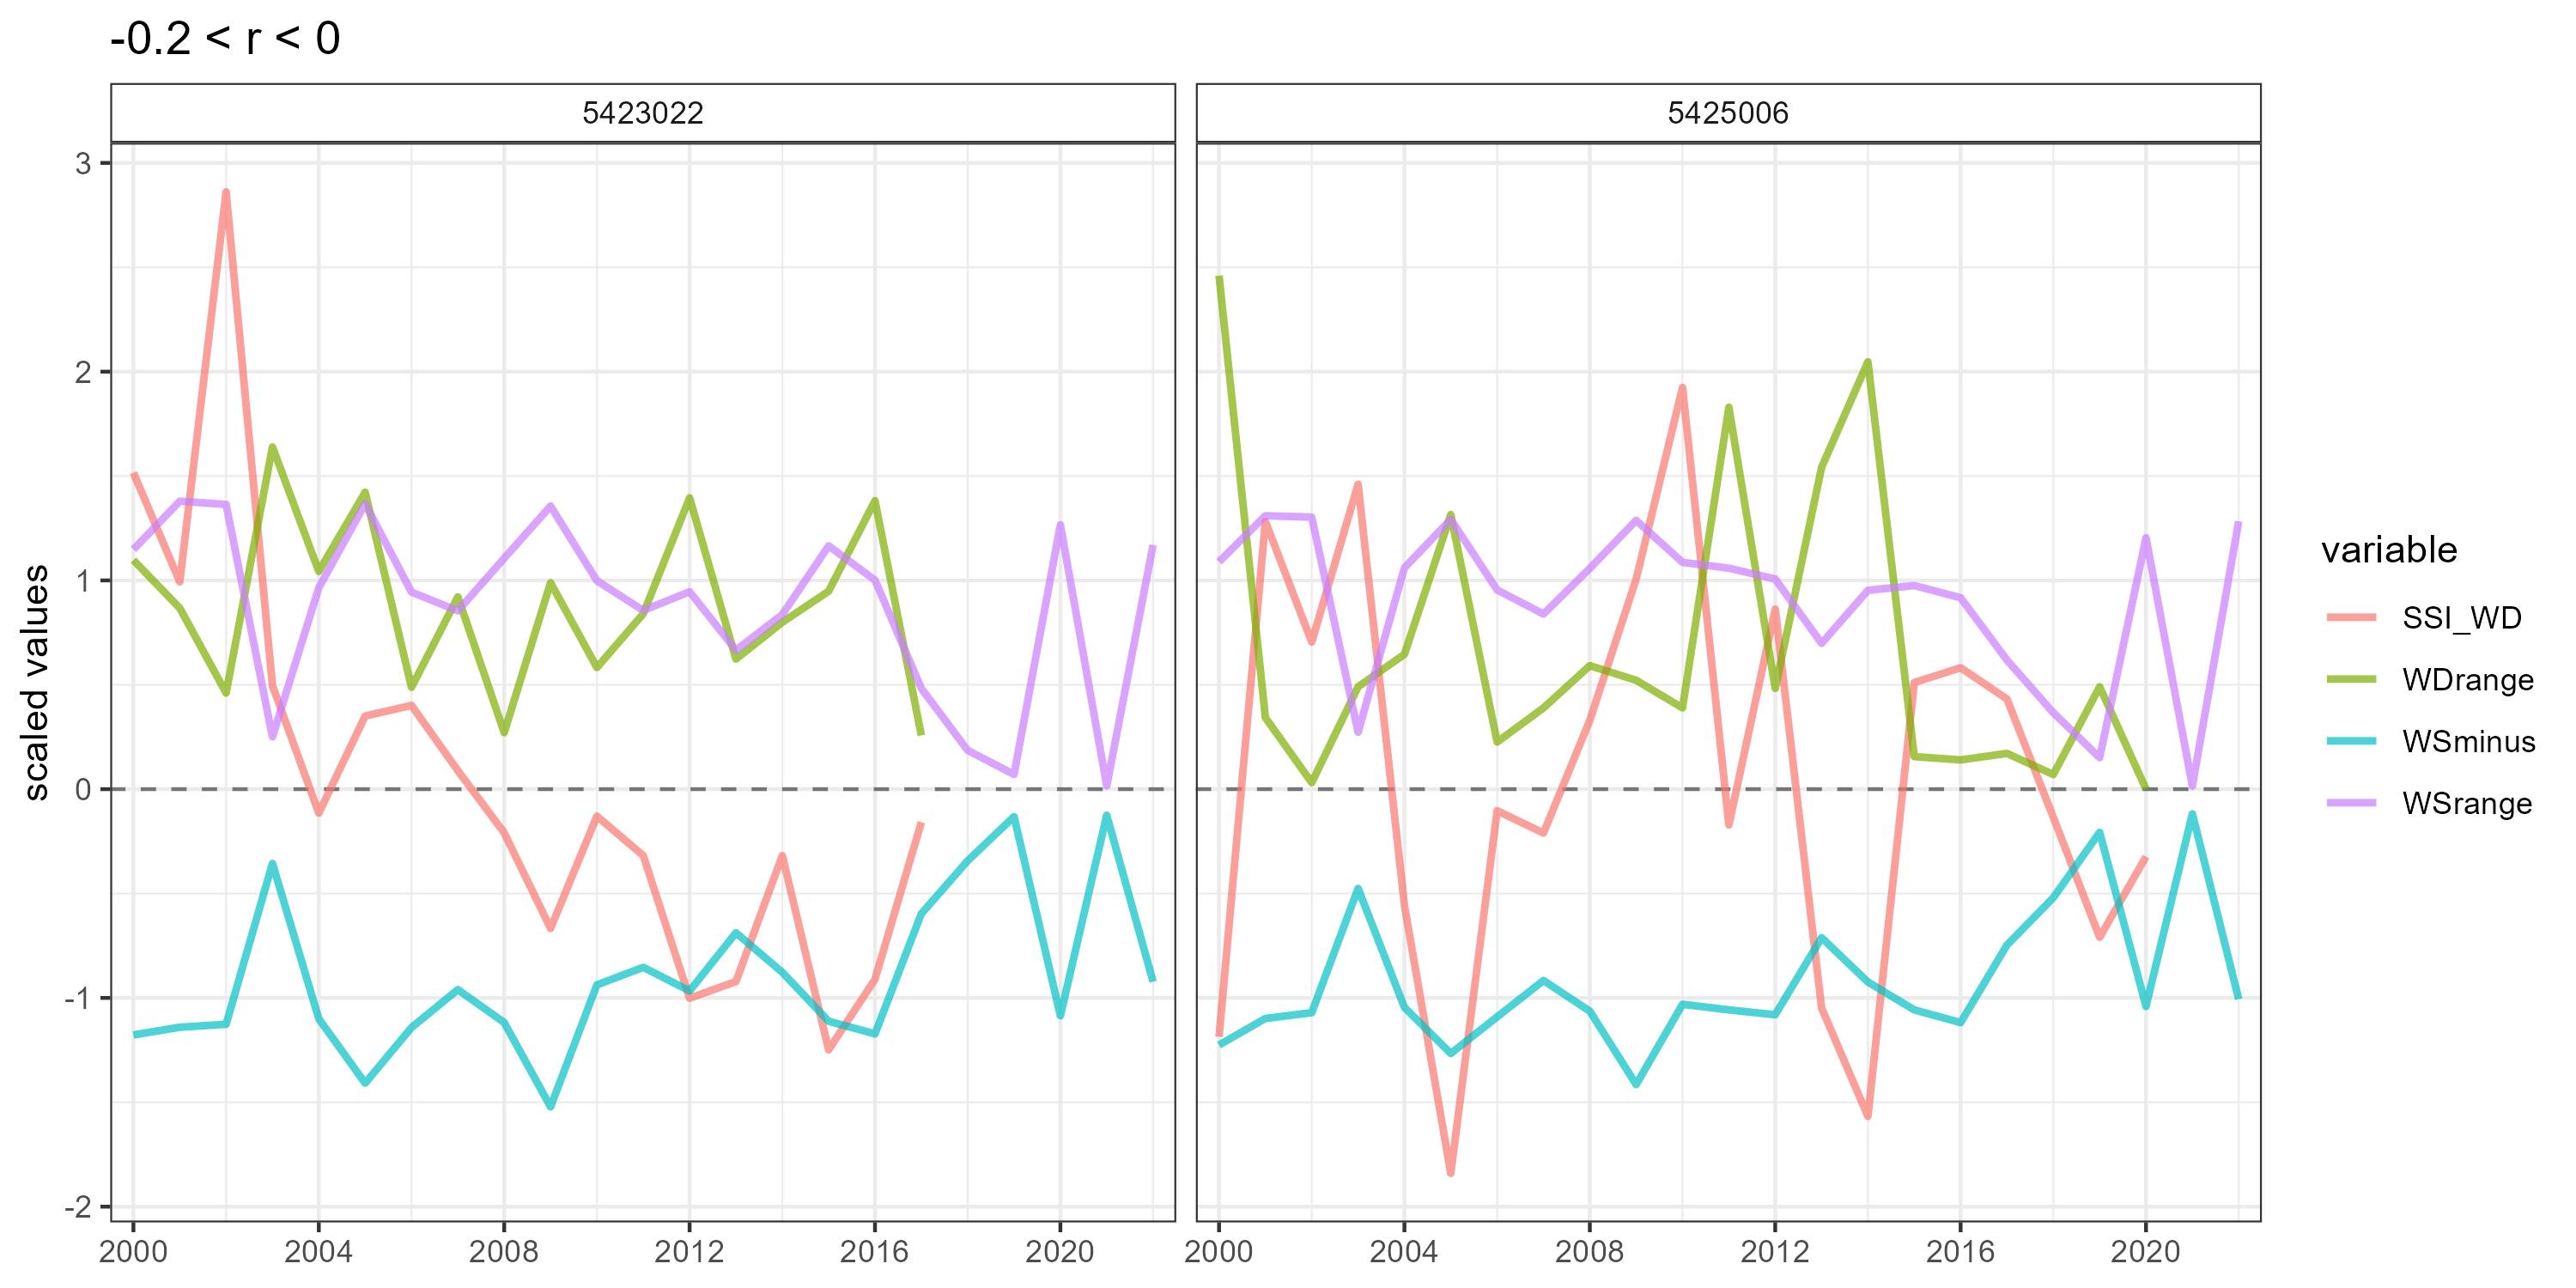 -0.2 < r < 0
5423022
5425006
scaled values
3
2
1
0
-1
-2
2000 2004 2008 2012 2016 2020
2000 2004 2008 2012 2016 2020
variable
SSI_WD
WDrange
WSminus
WSrange